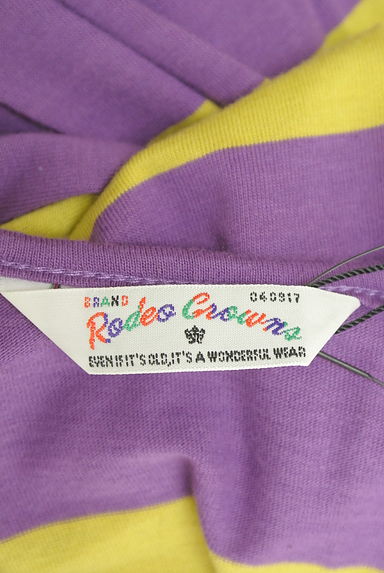 BRAND 040917
Rodeo Crowns
EVEN IF IT'S OLD, IT'S A WONDERFUL WEAR